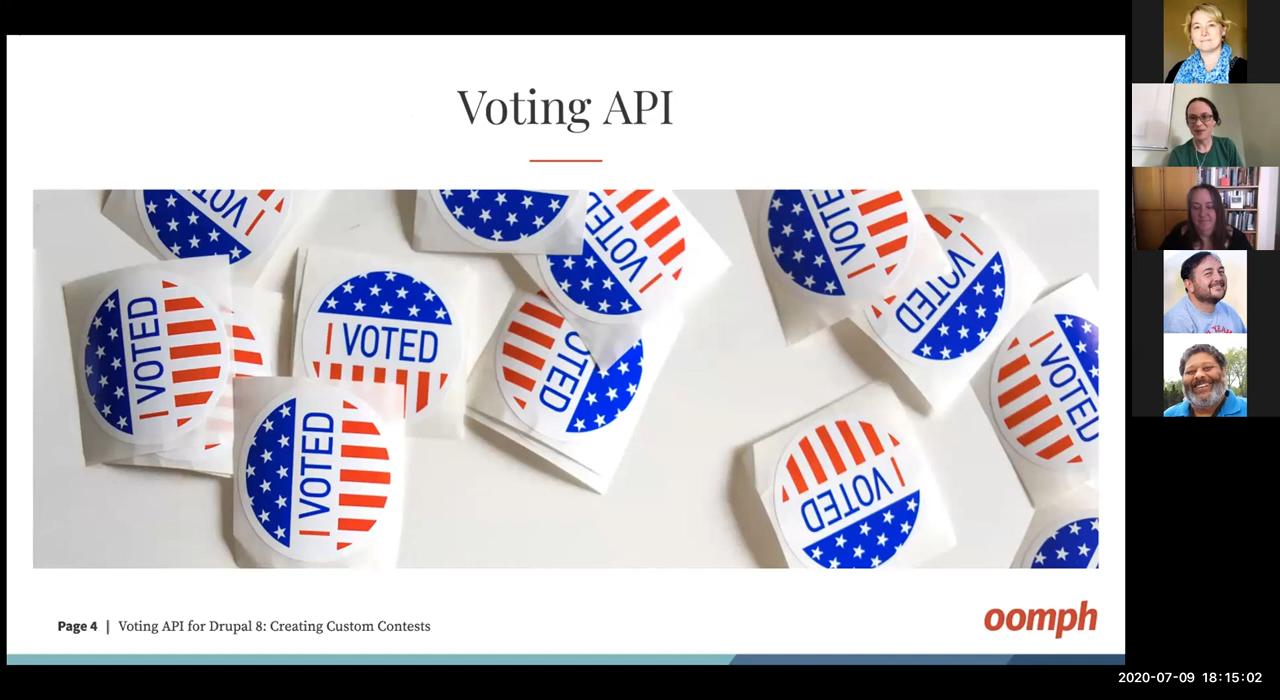 Voting API
VOTED
I VOTED
VOTED
I VOTED
I VOTED
VOTED
I VOTED
I VOTED
I VOTED
I VOTED
Page 4 | Voting API for Drupal 8: Creating Custom Contests
oomph
2020-07-09 18:15:02